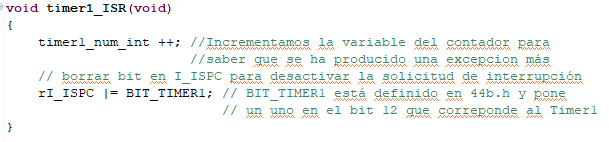 void timer1_ISR(void)
{
timer1_num_int ++; //Incrementamos la variable del contador para
//saber que se ha producido una excepcion más
// borrar bit en I_ISPC para desactivar la solicitud de interrupción
rI_ISPC |= BIT_TIMER1; // BIT_TIMER1 está definido en 44b.h y pone
// un uno en el bit 12 que correponde al Timer1
}